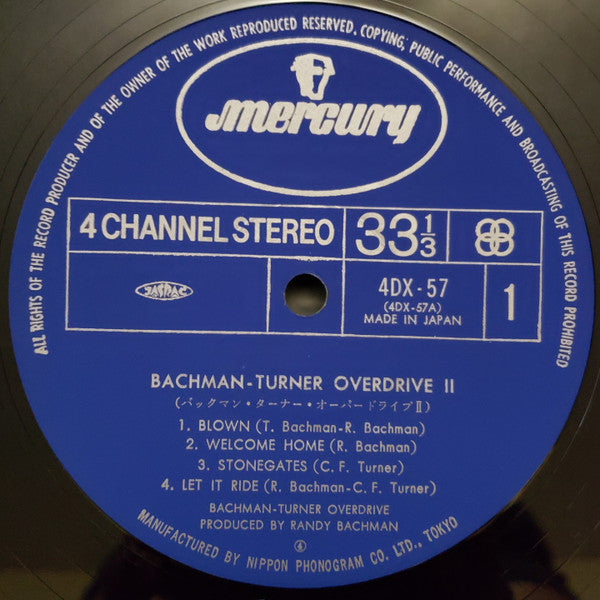 ALL RIGHTS OF THE RECORD PRODUCER AND OF THE OWNER OF THE WORK REPRODUCED RESERVED. COPYING, PUBLIC PERFORMANCE AND BROADCASTING OF THIS RECORD PROHIBITED
mercury
4 CHANNEL STEREO
33 1/3
JASRAC
4DX-57
(4DX-57A)
MADE IN JAPAN
1
BACHMAN-TURNER OVERDRIVE II
(バックマン・ターナー・オーバードライブⅡ)
1. BLOWN (T. Bachman-R. Bachman)
2. WELCOME HOME (R. Bachman)
3. STONEGATES (C. F. Turner)
4. LET IT RIDE (R. Bachman-C. F. Turner)
BACHMAN-TURNER OVERDRIVE
PRODUCED BY RANDY BACHMAN
④
MANUFACTURED BY NIPPON PHONOGRAM CO. LTD., TOKYO